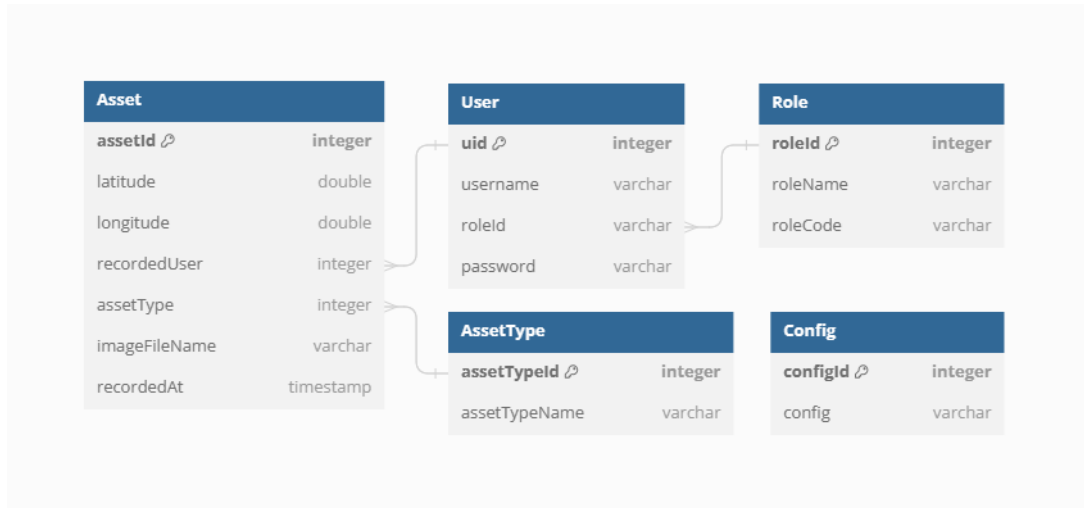 Asset
assetId integer
latitude double
longitude double
recordedUser integer
assetType integer
imageFileName varchar
recordedAt timestamp
User
uid integer
username varchar
roleId varchar
password varchar
Role
roleId integer
roleName varchar
roleCode varchar
AssetType
assetTypeId integer
assetTypeName varchar
Config
configId integer
config varchar